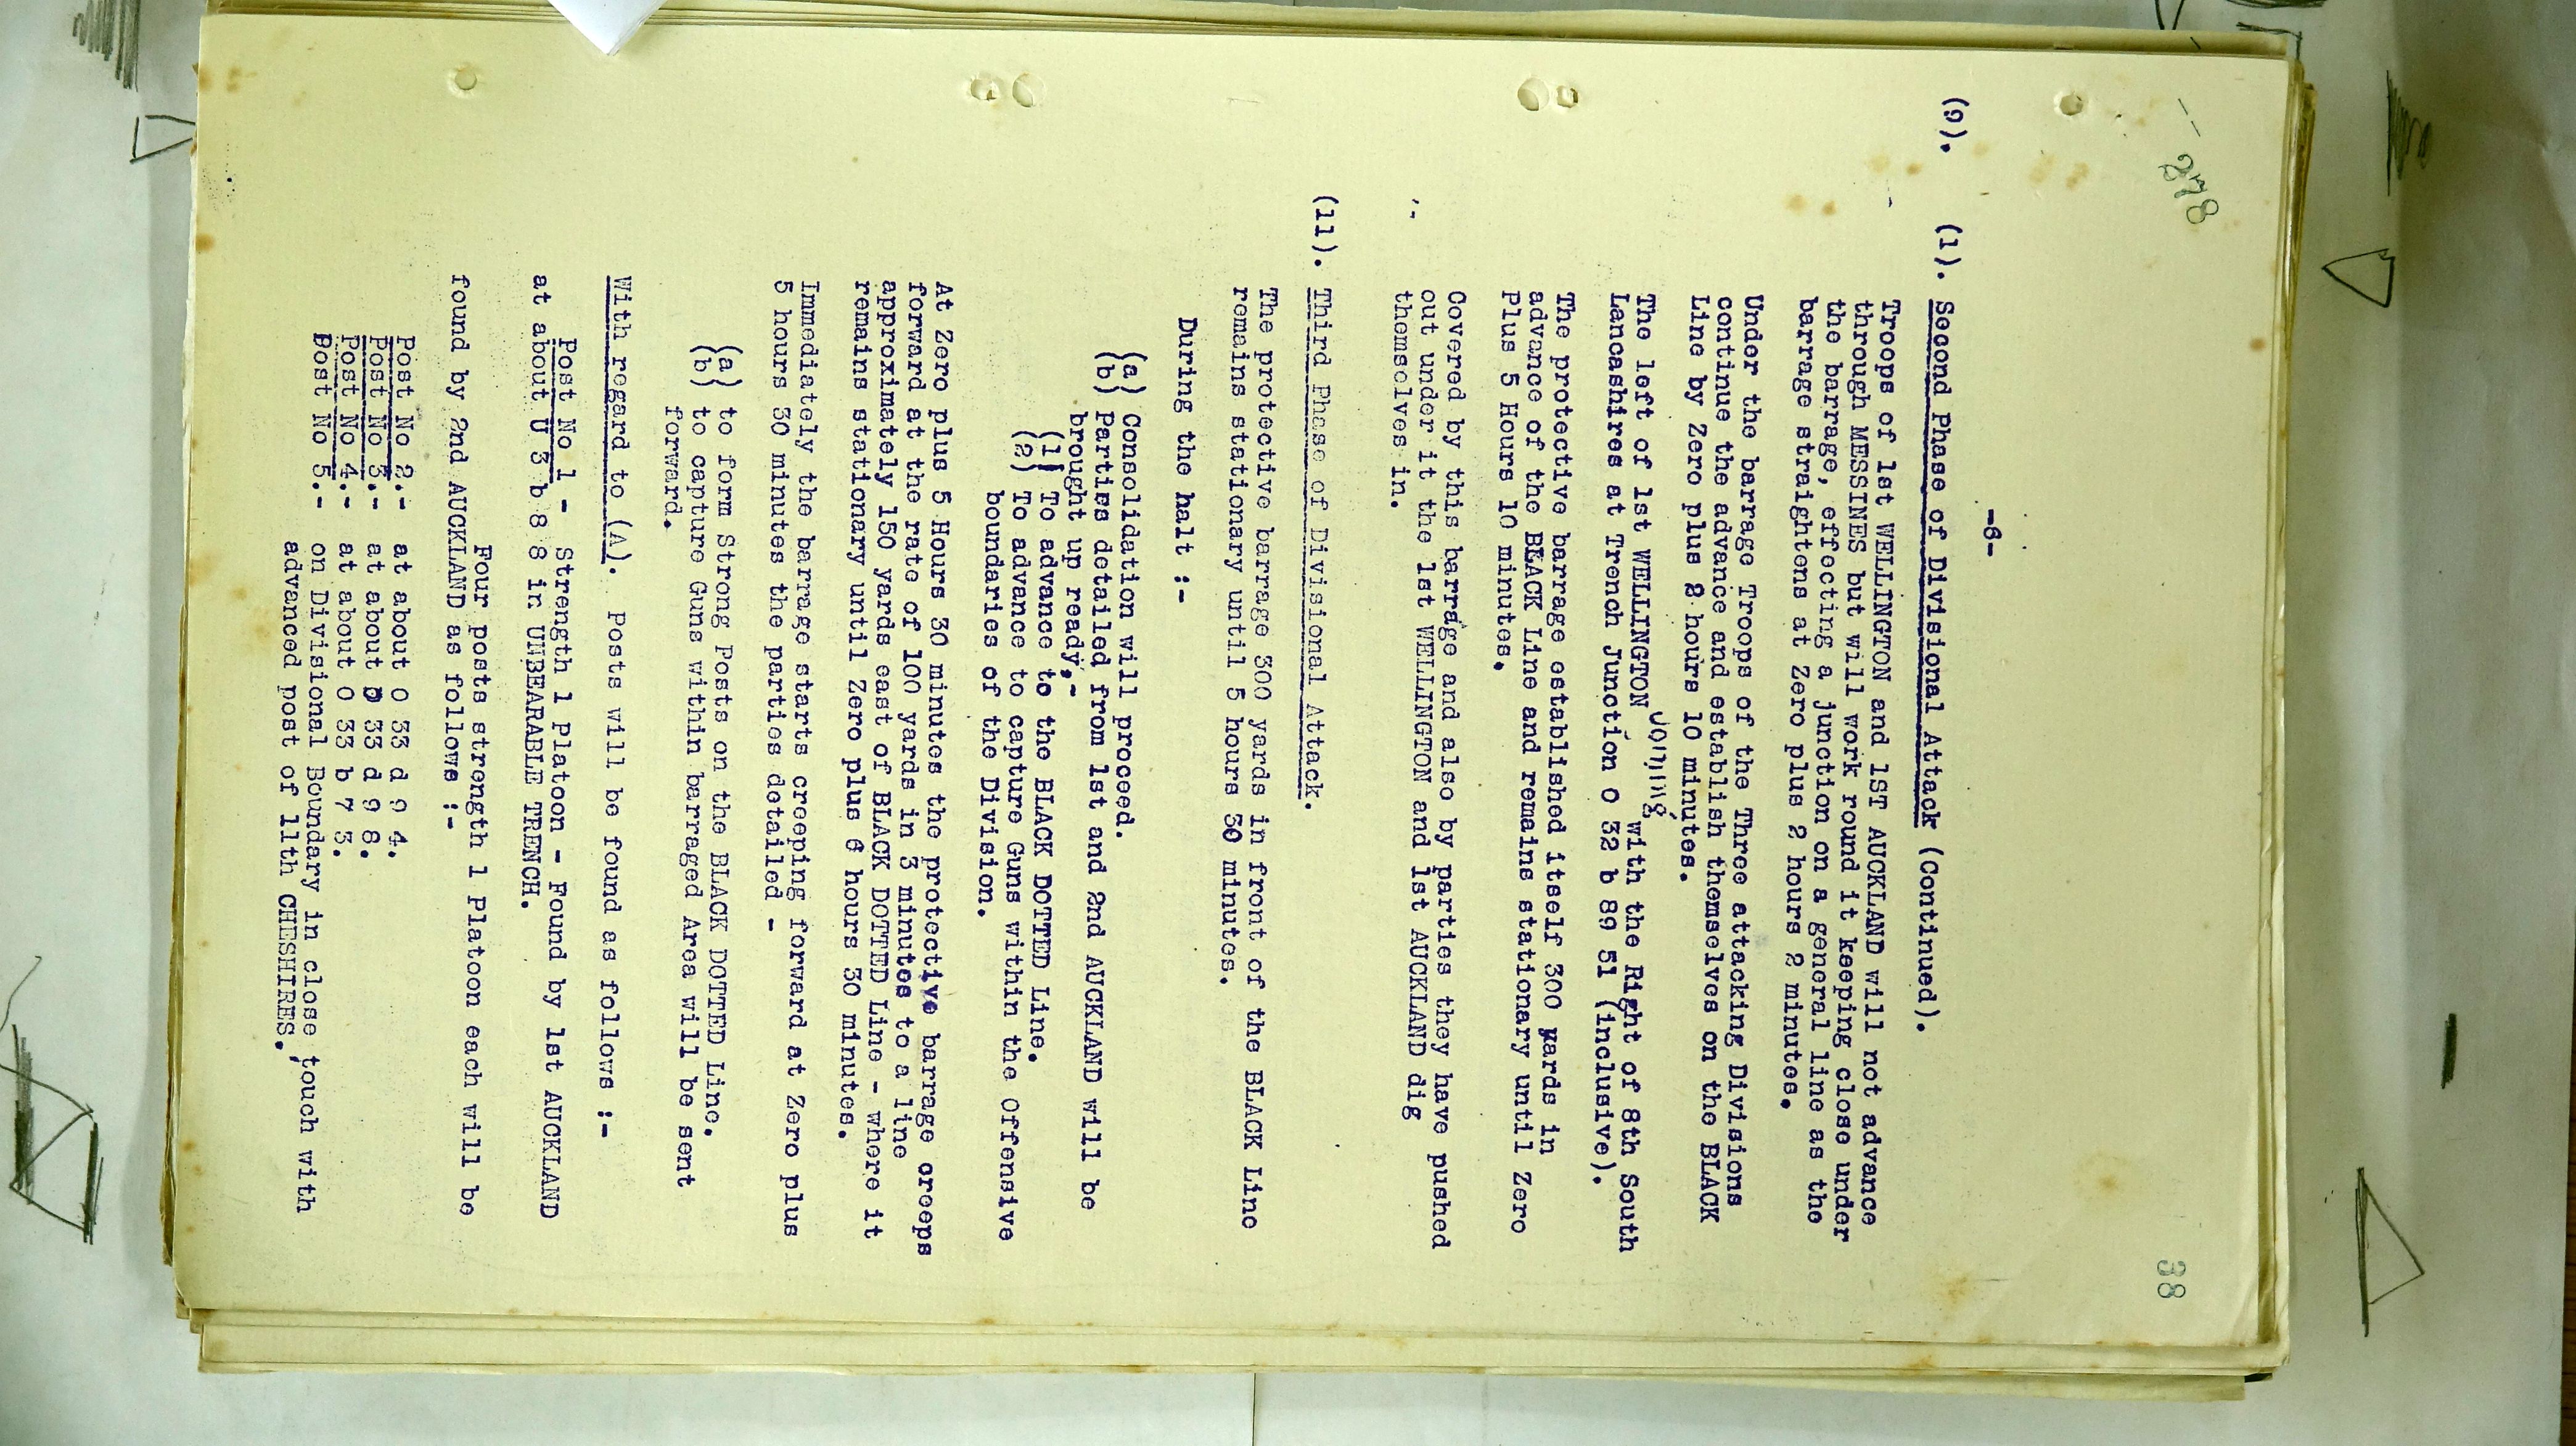 -- 278
38
-6-
(9). (1). Second Phase of Divisional Attack (Continued).
Troops of 1st WELLINGTON and 1ST AUCKLAND will not advance
through MESSINES but will work round it keeping close under
the barrage, effecting a junction on a general line as the
barrage straightens at Zero plus 2 hours 2 minutes.
Under the barrage Troops of the Three attacking Divisions
continue the advance and establish themselves on the BLACK
Line by Zero plus 2 hours 10 minutes.
The left of 1st WELLINGTON joining with the Right of 8th South
Lancashires at Trench Junction O 32 b 89 51 (inclusive).
The protective barrage established itself 300 yards in
advance of the BLACK Line and remains stationary until Zero
Plus 5 Hours 10 minutes.
Covered by this barrage and also by parties they have pushed
out under it the 1st WELLINGTON and 1st AUCKLAND dig
themselves in.
(11). Third Phase of Divisional Attack.
The protective barrage 300 yards in front of the BLACK Line
remains stationary until 5 hours 30 minutes.
During the halt :-
(a) Consolidation will proceed.
(b) Parties detailed from 1st and 2nd AUCKLAND will be
brought up ready,-
(1) To advance to the BLACK DOTTED Line.
(2) To advance to capture Guns within the Offensive
boundaries of the Division.
At Zero plus 5 Hours 30 minutes the protective barrage creeps
forward at the rate of 100 yards in 3 minutes to a line
approximately 150 yards east of BLACK DOTTED Line - where it
remains stationary until Zero plus 6 hours 30 minutes.
Immediately the barrage starts creeping forward at Zero plus
5 hours 30 minutes the parties detailed -
(a) to form Strong Posts on the BLACK DOTTED Line.
(b) to capture Guns within barraged Area will be sent
forward.
With regard to (A). Posts will be found as follows :-
Post No 1 - Strength 1 Platoon - Found by 1st AUCKLAND
at about U 3 b 8 8 in UNBEARABLE TRENCH.
Four posts strength 1 Platoon each will be
found by 2nd AUCKLAND as follows :-
Post No 2.- at about O 33 d 9 4.
Post No 3.- at about O 33 d 9 8.
Post No 4.- at about O 33 b 7 3.
Post No 5.- on Divisional Boundary in close touch with
advanced post of 11th CHESHIRES.